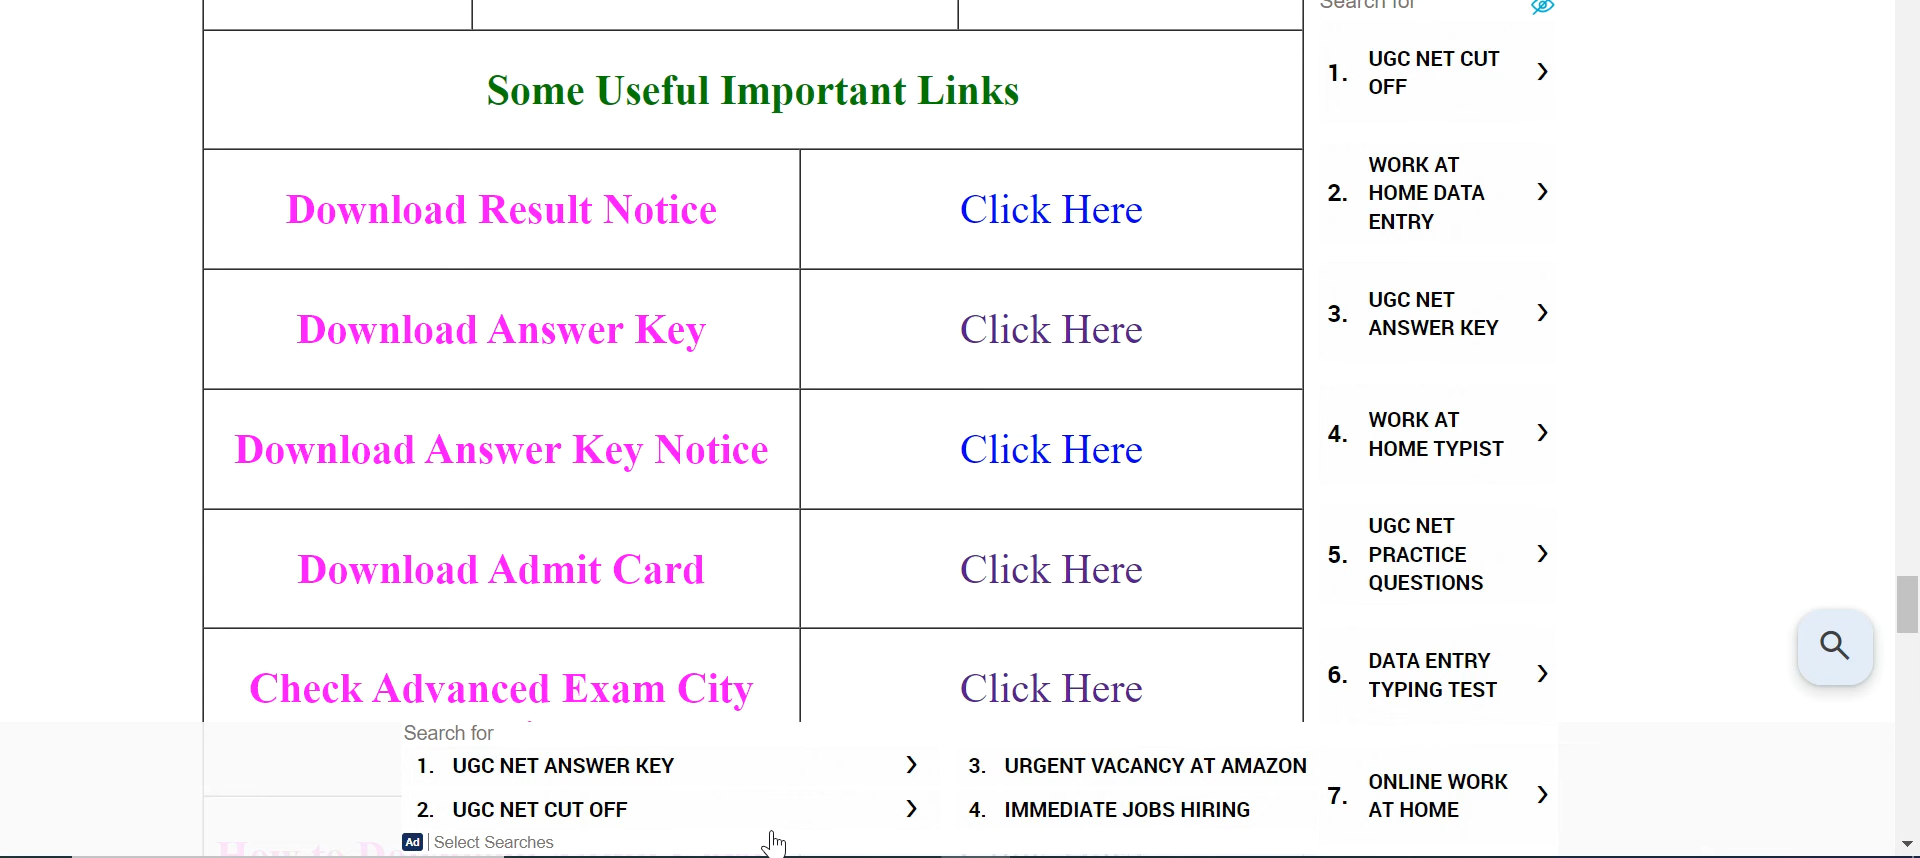 Search for
Some Useful Important Links
Download Result Notice
Click Here
Download Answer Key
Click Here
Download Answer Key Notice
Click Here
Download Admit Card
Click Here
Check Advanced Exam City
Click Here
1. UGC NET CUT
OFF
2. WORK AT
HOME DATA
ENTRY
3. UGC NET
ANSWER KEY
4. WORK AT
HOME TYPIST
5. UGC NET
PRACTICE
QUESTIONS
6. DATA ENTRY
TYPING TEST
7. ONLINE WORK
AT HOME
Search for
1. UGC NET ANSWER KEY
2. UGC NET CUT OFF
3. URGENT VACANCY AT AMAZON
4. IMMEDIATE JOBS HIRING
Ad Select Searches
How to